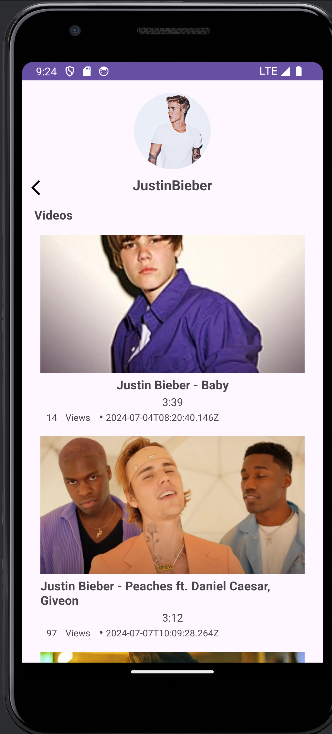 9:24
LTE
JustinBieber
Videos
Justin Bieber - Baby
3:39
14 Views • 2024-07-04T08:20:40.146Z
Justin Bieber - Peaches ft. Daniel Caesar,
Giveon
3:12
97 Views • 2024-07-07T10:09:28.264Z